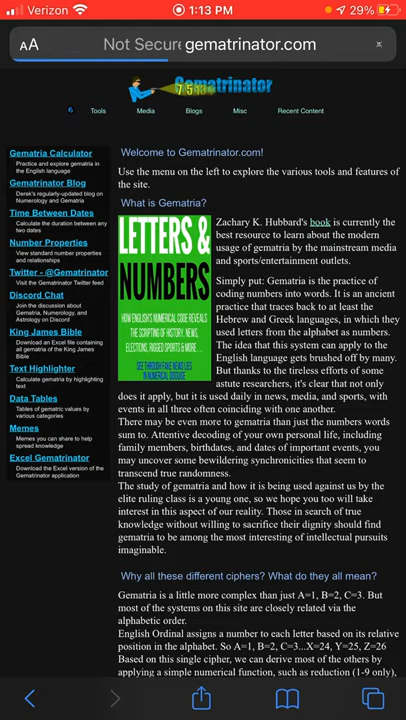 Verizon
1:13 PM
29%
AA
Not Secure
gematrinator.com
Gematrinator
7 5 13
6
Tools
Media
Blogs
Misc
Recent Content
Gematria Calculator
Practice and explore gematria in
the English language
Gematrinator Blog
Derek's regularly-updated blog on
Numerology and Gematria
Time Between Dates
Calculate the duration between any
two dates
Number Properties
View standard number properties
and relationships
Twitter - @Gematrinator
Visit the Gematrinator Twitter feed
Discord Chat
Join the discussion about
Gematria, Numerology, and
Astrology on Discord
King James Bible
Download an Excel file containing
all gematria of the King James
Bible
Text Highlighter
Calculate gematria by highlighting
text
Data Tables
Tables of gematric values by
various categories
Memes
Memes you can share to help
spread knowledge
Excel Gematrinator
Download the Excel version of the
Gematrinator application
Welcome to Gematrinator.com!
Use the menu on the left to explore the various tools and features of
the site.
What is Gematria?
LETTERS &
NUMBERS
HOW ENGLISH'S NUMERICAL CODE REVEALS
THE SCRIPTING OF HISTORY, NEWS,
ELECTIONS, RIGGED SPORTS & MORE . . .
SEE THROUGH FAKE NEWS LIES
IN NUMERICAL DISGUISE
Zachary K. Hubbard's book is currently the
best resource to learn about the modern
usage of gematria by the mainstream media
and sports/entertainment outlets.
Simply put: Gematria is the practice of
coding numbers into words. It is an ancient
practice that traces back to at least the
Hebrew and Greek languages, in which they
used letters from the alphabet as numbers.
The idea that this system can apply to the
English language gets brushed off by many.
But thanks to the tireless efforts of some
astute researchers, it's clear that not only
does it apply, but it is used daily in news, media, and sports, with
events in all three often coinciding with one another.
There may be even more to gematria than just the numbers words
sum to. Attentive decoding of your own personal life, including
family members, birthdates, and dates of important events, you
may uncover some bewildering synchronicities that seem to
transcend true randomness.
The study of gematria and how it is being used against us by the
elite ruling class is a young one, so we hope you too will take
interest in this aspect of our reality. Those in search of true
knowledge without willing to sacrifice their dignity should find
gematria to be among the most interesting of intellectual pursuits
imaginable.
Why all these different ciphers? What do they all mean?
Gematria is a little more complex than just A=1, B=2, C=3. But
most of the systems on this site are closely related via the
alphabetic order.
English Ordinal assigns a number to each letter based on its relative
position in the alphabet. So A=1, B=2, C=3...X=24, Y=25, Z=26
Based on this single cipher, we can derive most of the others by
applying a simple numerical function, such as reduction (1-9 only),